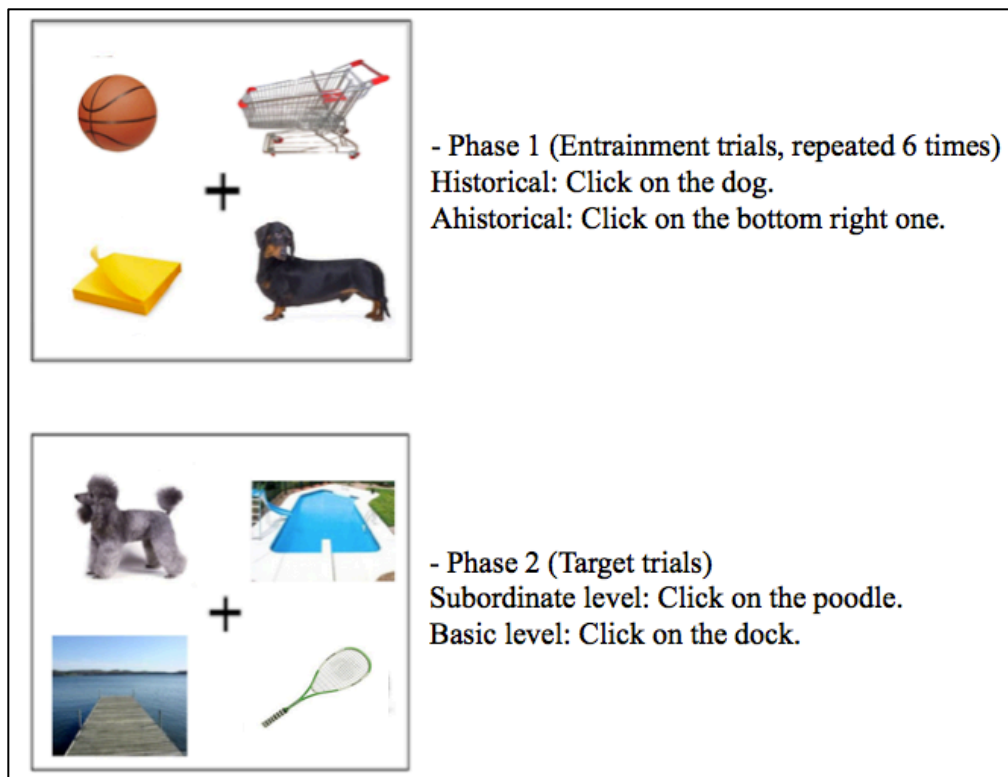 - Phase 1 (Entrainment trials, repeated 6 times)
Historical: Click on the dog.
Ahistorical: Click on the bottom right one.
- Phase 2 (Target trials)
Subordinate level: Click on the poodle.
Basic level: Click on the dock.